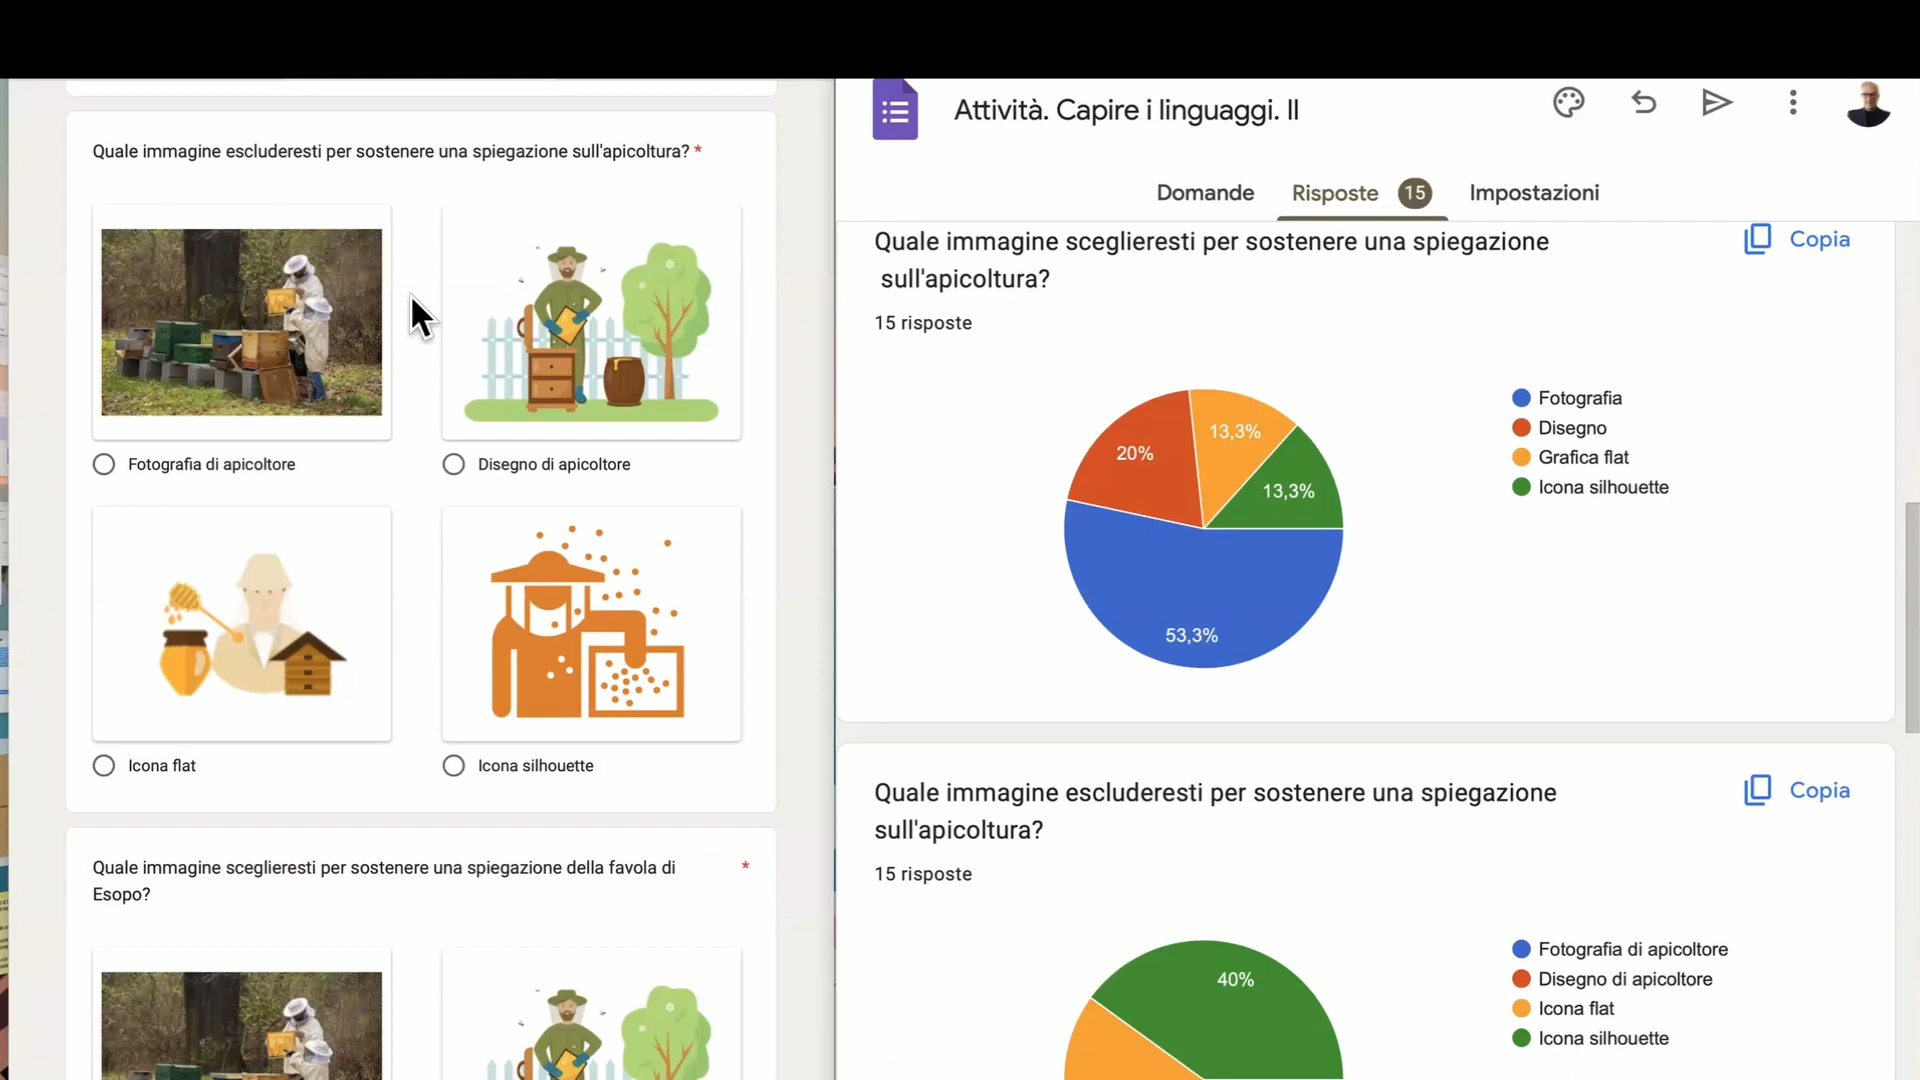 Quale immagine escluderesti per sostenere una spiegazione sull'apicoltura? *
Fotografia di apicoltore
Disegno di apicoltore
Icona flat
Icona silhouette
Quale immagine sceglieresti per sostenere una spiegazione della favola di *
Esopo?
Attività. Capire i linguaggi. II
Domande
Risposte 15
Impostazioni
Quale immagine sceglieresti per sostenere una spiegazione
sull'apicoltura?
Copia
15 risposte
13,3%
20%
13,3%
53,3%
Fotografia
Disegno
Grafica flat
Icona silhouette
Quale immagine escluderesti per sostenere una spiegazione
sull'apicoltura?
Copia
15 risposte
40%
Fotografia di apicoltore
Disegno di apicoltore
Icona flat
Icona silhouette